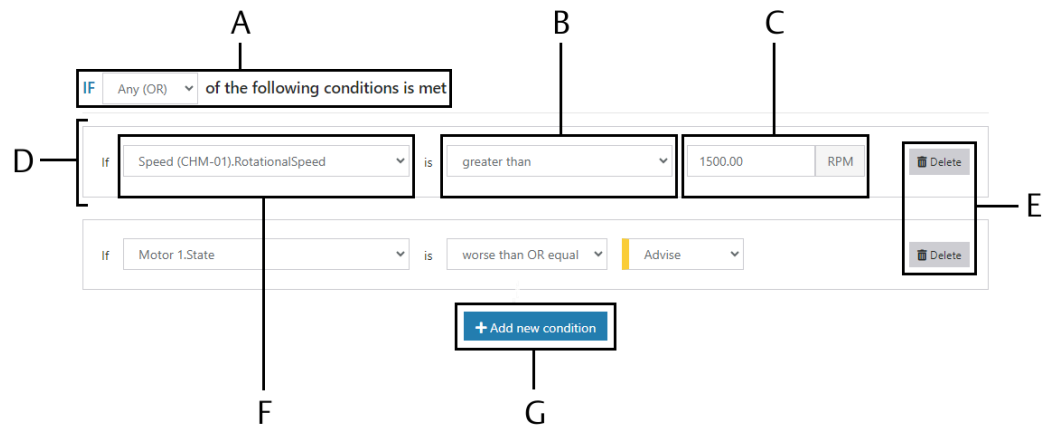 A B C
IF Any (OR) of the following conditions is met
D
If Speed (CHM-01).RotationalSpeed is greater than 1500.00 RPM Delete
E
If Motor 1.State is worse than OR equal Advise Delete
+ Add new condition
F G